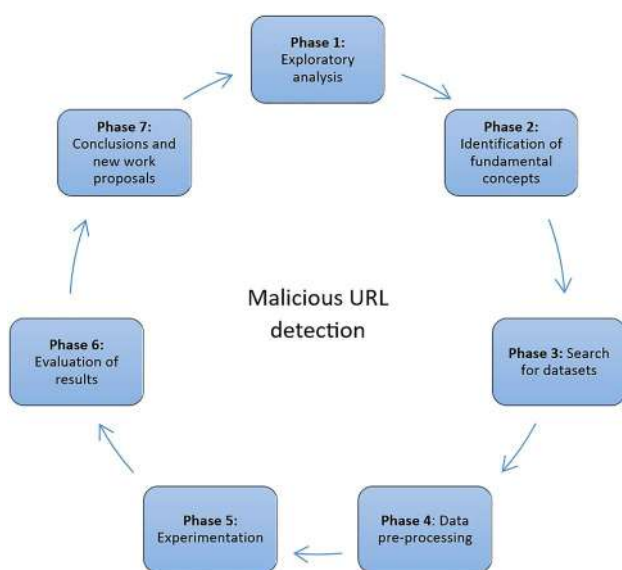 Phase 1:
Exploratory
analysis
Phase 2:
Identification of
fundamental
concepts
Phase 3: Search
for datasets
Phase 4: Data
pre-processing
Phase 5:
Experimentation
Phase 6:
Evaluation of
results
Phase 7:
Conclusions and
new work
proposals
Malicious URL
detection